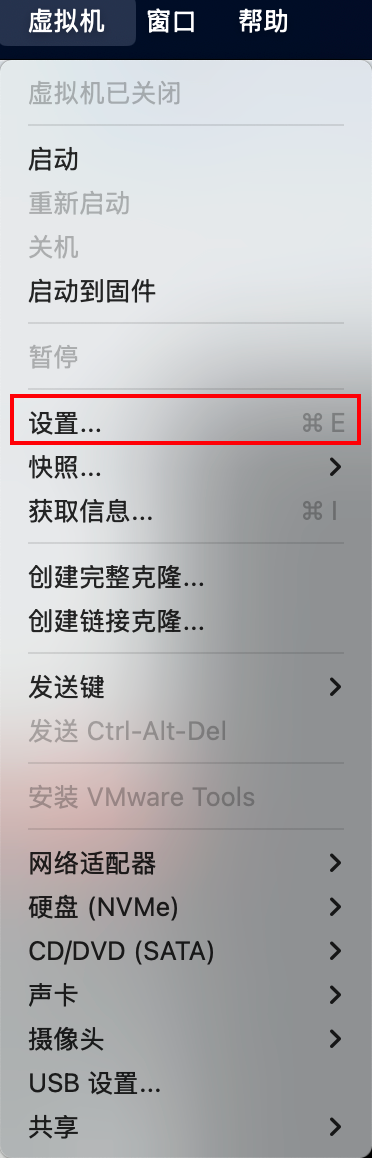 虚拟机 窗口 帮助
虚拟机已关闭
启动
重新启动
关机
启动到固件
暂停
设置... ⌘ E
快照...
获取信息... ⌘ I
创建完整克隆...
创建链接克隆...
发送键
发送 Ctrl-Alt-Del
安装 VMware Tools
网络适配器
硬盘 (NVMe)
CD/DVD (SATA)
声卡
摄像头
USB 设置...
共享